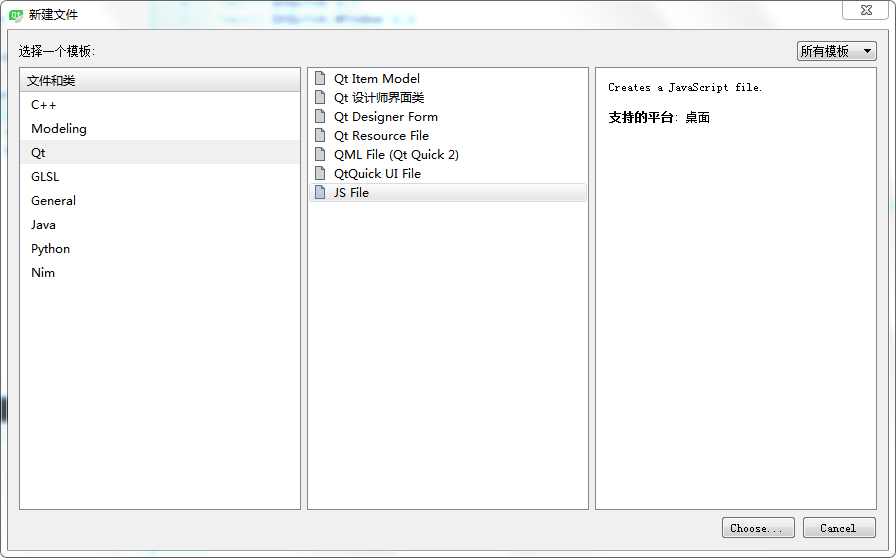 新建文件
选择一个模板:
所有模板
文件和类
C++
Modeling
Qt
GLSL
General
Java
Python
Nim
Qt Item Model
Qt 设计师界面类
Qt Designer Form
Qt Resource File
QML File (Qt Quick 2)
QtQuick UI File
JS File
Creates a JavaScript file.
支持的平台: 桌面
Choose...
Cancel